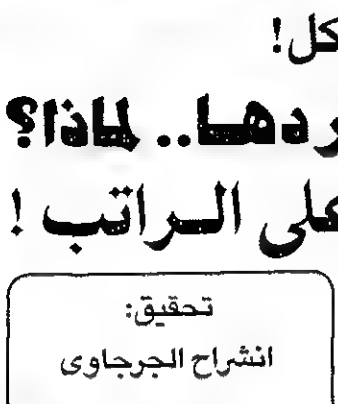 كل!
ردها.. لماذا؟
على الراتب!
تحقيق:
انشراح الجرجاوى